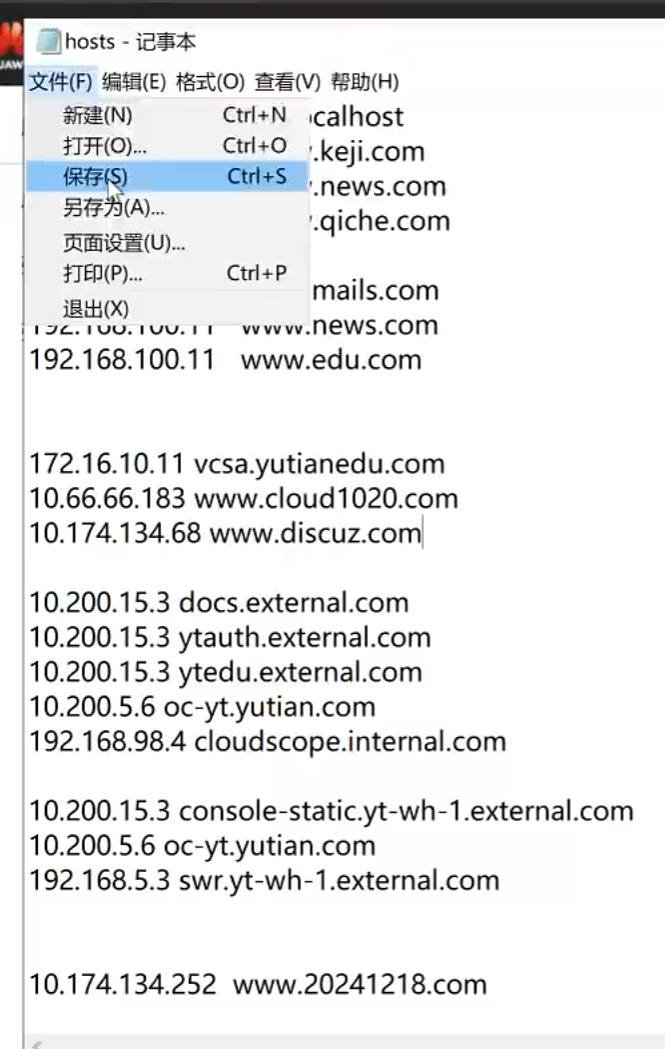 hosts - 记事本
文件(F) 编辑(E) 格式(O) 查看(V) 帮助(H)
新建(N) Ctrl+N
打开(O)... Ctrl+O
保存(S) Ctrl+S
另存为(A)...
页面设置(U)...
打印(P)... Ctrl+P
退出(X)
calhost
.keji.com
.news.com
.qiche.com
mails.com
192.168.100.11 www.news.com
192.168.100.11 www.edu.com
172.16.10.11 vcsa.yutianedu.com
10.66.66.183 www.cloud1020.com
10.174.134.68 www.discuz.com
10.200.15.3 docs.external.com
10.200.15.3 ytauth.external.com
10.200.15.3 ytedu.external.com
10.200.5.6 oc-yt.yutian.com
192.168.98.4 cloudscope.internal.com
10.200.15.3 console-static.yt-wh-1.external.com
10.200.5.6 oc-yt.yutian.com
192.168.5.3 swr.yt-wh-1.external.com
10.174.134.252 www.20241218.com